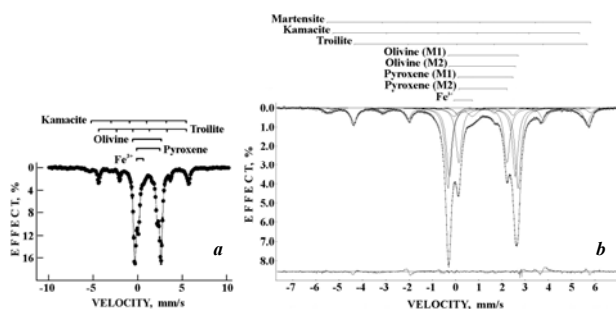 Kamacite
Troilite
Olivine
Pyroxene
Fe³⁺
EFFECT, %
0
4
8
12
16
a
-10 -5 0 5 10
VELOCITY, mm/s
Martensite
Kamacite
Troilite
Olivine (M1)
Olivine (M2)
Pyroxene (M1)
Pyroxene (M2)
Fe³⁺
EFFECT, %
0.0
1.0
2.0
3.0
4.0
5.0
6.0
7.0
8.0
b
-7 -6 -5 -4 -3 -2 -1 0 1 2 3 4 5 6
VELOCITY, mm/s